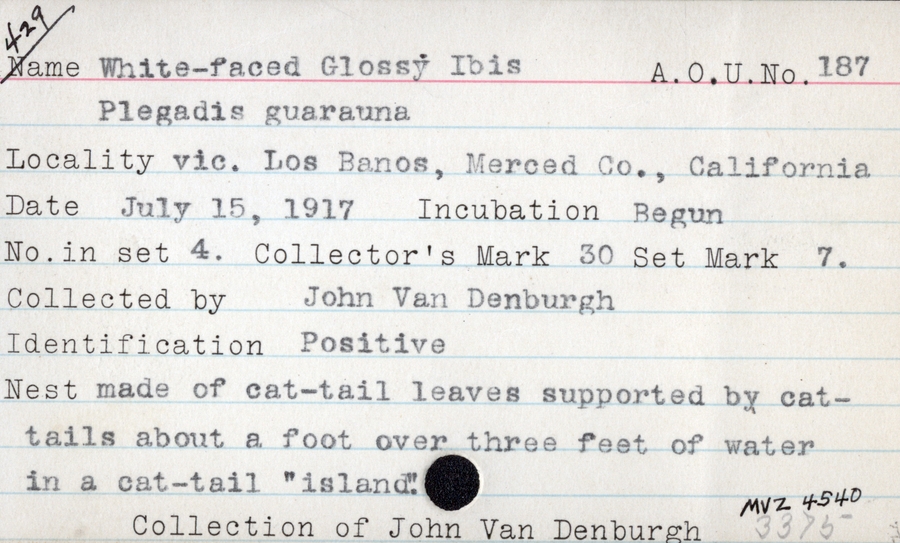 429
Name White-faced Glossy Ibis A.O.U.No. 187
Plegadis guarauna
Locality vic. Los Banos, Merced Co., California
Date July 15, 1917 Incubation Begun
No.in set 4. Collector's Mark 30 Set Mark 7.
Collected by John Van Denburgh
Identification Positive
Nest made of cat-tail leaves supported by cat-
tails about a foot over three feet of water
in a cat-tail "island".
MVZ 4540
Collection of John Van Denburgh 3375